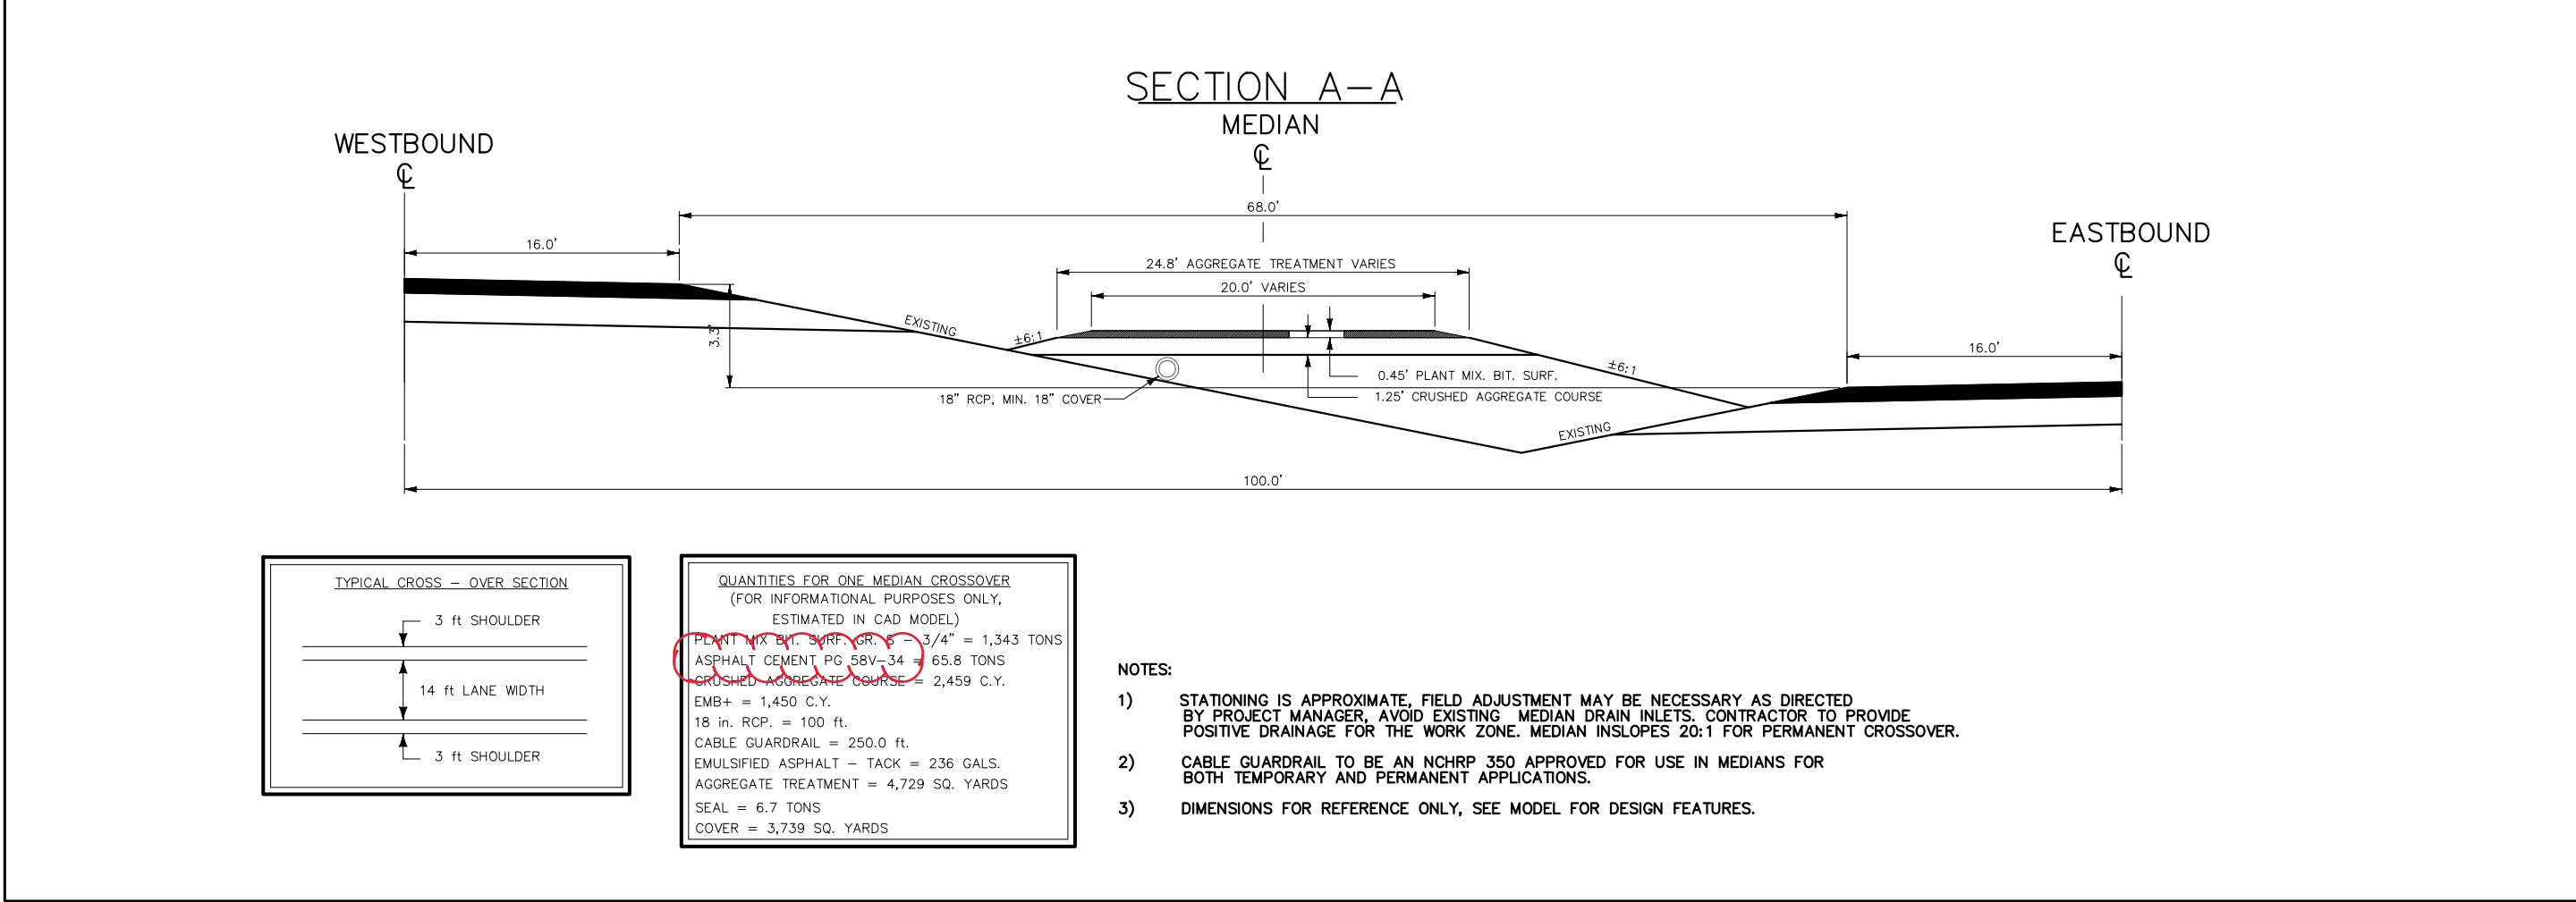 SECTION A-A
MEDIAN
℄
WESTBOUND
℄
EASTBOUND
℄
68.0'
16.0'
24.8' AGGREGATE TREATMENT VARIES
20.0' VARIES
EXISTING
±6:1
3.3'
±6:1
16.0'
0.45' PLANT MIX. BIT. SURF.
1.25' CRUSHED AGGREGATE COURSE
18" RCP, MIN. 18" COVER
EXISTING
100.0'
TYPICAL CROSS - OVER SECTION
3 ft SHOULDER
14 ft LANE WIDTH
3 ft SHOULDER
QUANTITIES FOR ONE MEDIAN CROSSOVER
(FOR INFORMATIONAL PURPOSES ONLY,
ESTIMATED IN CAD MODEL)
PLANT MIX BIT. SURF. GR. S - 3/4" = 1,343 TONS
ASPHALT CEMENT PG 58V-34 = 65.8 TONS
CRUSHED AGGREGATE COURSE = 2,459 C.Y.
EMB+ = 1,450 C.Y.
18 in. RCP. = 100 ft.
CABLE GUARDRAIL = 250.0 ft.
EMULSIFIED ASPHALT - TACK = 236 GALS.
AGGREGATE TREATMENT = 4,729 SQ. YARDS
SEAL = 6.7 TONS
COVER = 3,739 SQ. YARDS
NOTES:
1) STATIONING IS APPROXIMATE, FIELD ADJUSTMENT MAY BE NECESSARY AS DIRECTED
BY PROJECT MANAGER, AVOID EXISTING MEDIAN DRAIN INLETS. CONTRACTOR TO PROVIDE
POSITIVE DRAINAGE FOR THE WORK ZONE. MEDIAN INSLOPES 20:1 FOR PERMANENT CROSSOVER.
2) CABLE GUARDRAIL TO BE AN NCHRP 350 APPROVED FOR USE IN MEDIANS FOR
BOTH TEMPORARY AND PERMANENT APPLICATIONS.
3) DIMENSIONS FOR REFERENCE ONLY, SEE MODEL FOR DESIGN FEATURES.